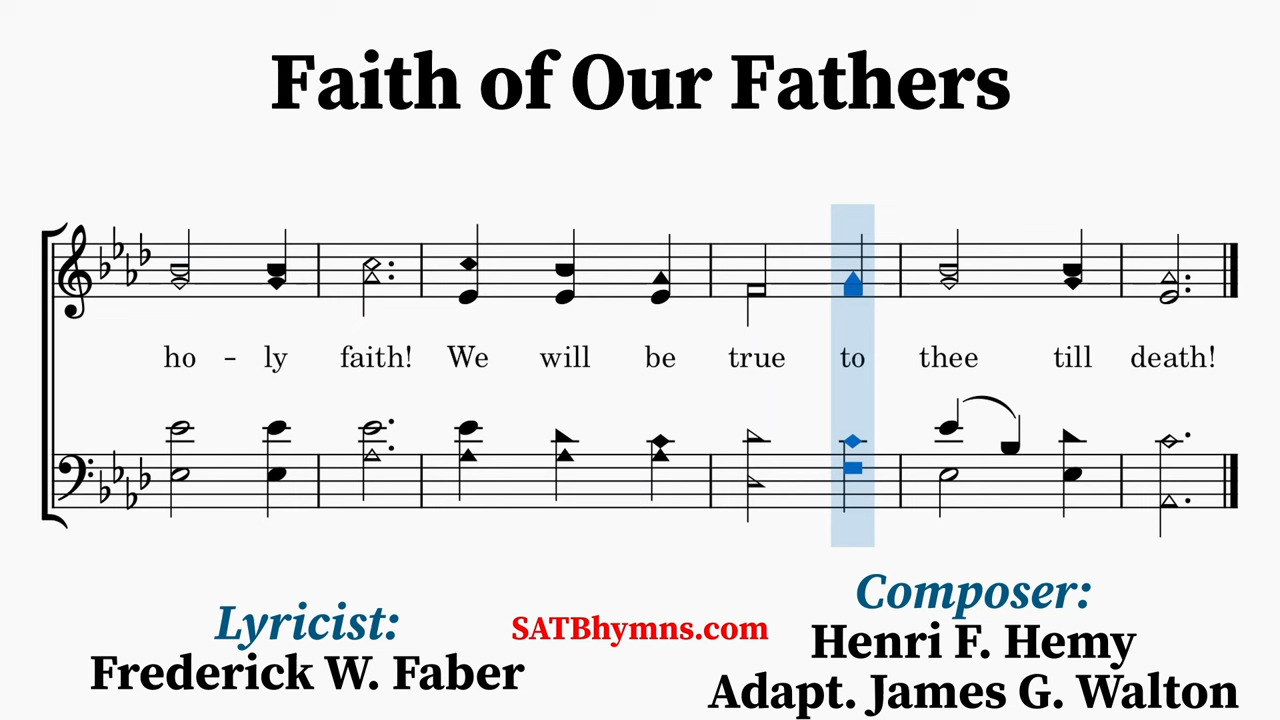 Faith of Our Fathers
ho - ly faith! We will be true to thee till death!
Lyricist:
Frederick W. Faber
SATBhymns.com
Composer:
Henri F. Hemy
Adapt. James G. Walton